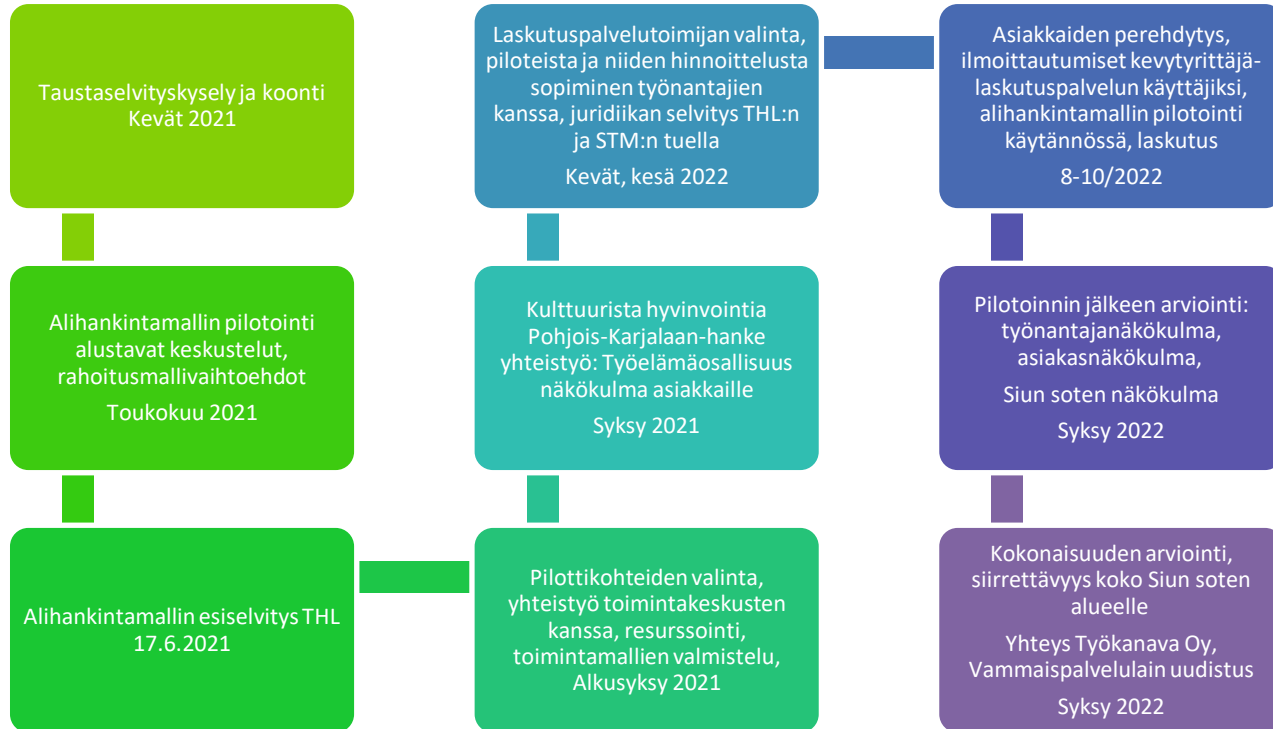 Taustaselvityskysely ja koonti
Kevät 2021
Alihankintamallin pilotointi
alustavat keskustelut,
rahoitusmallivaihtoehdot
Toukokuu 2021
Alihankintamallin esiselvitys THL
17.6.2021
Pilottikohteiden valinta,
yhteistyö toimintakeskusten
kanssa, resurssointi,
toimintamallien valmistelu,
Alkusyksy 2021
Kulttuurista hyvinvointia
Pohjois-Karjalaan-hanke
yhteistyö: Työelämäosallisuus
näkökulma asiakkaille
Syksy 2021
Laskutuspalvelutoimijan valinta,
piloteista ja niiden hinnoittelusta
sopiminen työnantajien
kanssa, juridiikan selvitys THL:n
ja STM:n tuella
Kevät, kesä 2022
Asiakkaiden perehdytys,
ilmoittautumiset kevytyrittäjä-
laskutuspalvelun käyttäjiksi,
alihankintamallin pilotointi
käytännössä, laskutus
8-10/2022
Pilotoinnin jälkeen arviointi:
työnantajanäkökulma,
asiakasnäkökulma,
Siun soten näkökulma
Syksy 2022
Kokonaisuuden arviointi,
siirrettävyys koko Siun soten
alueelle
Yhteys Työkanava Oy,
Vammaispalvelulain uudistus
Syksy 2022